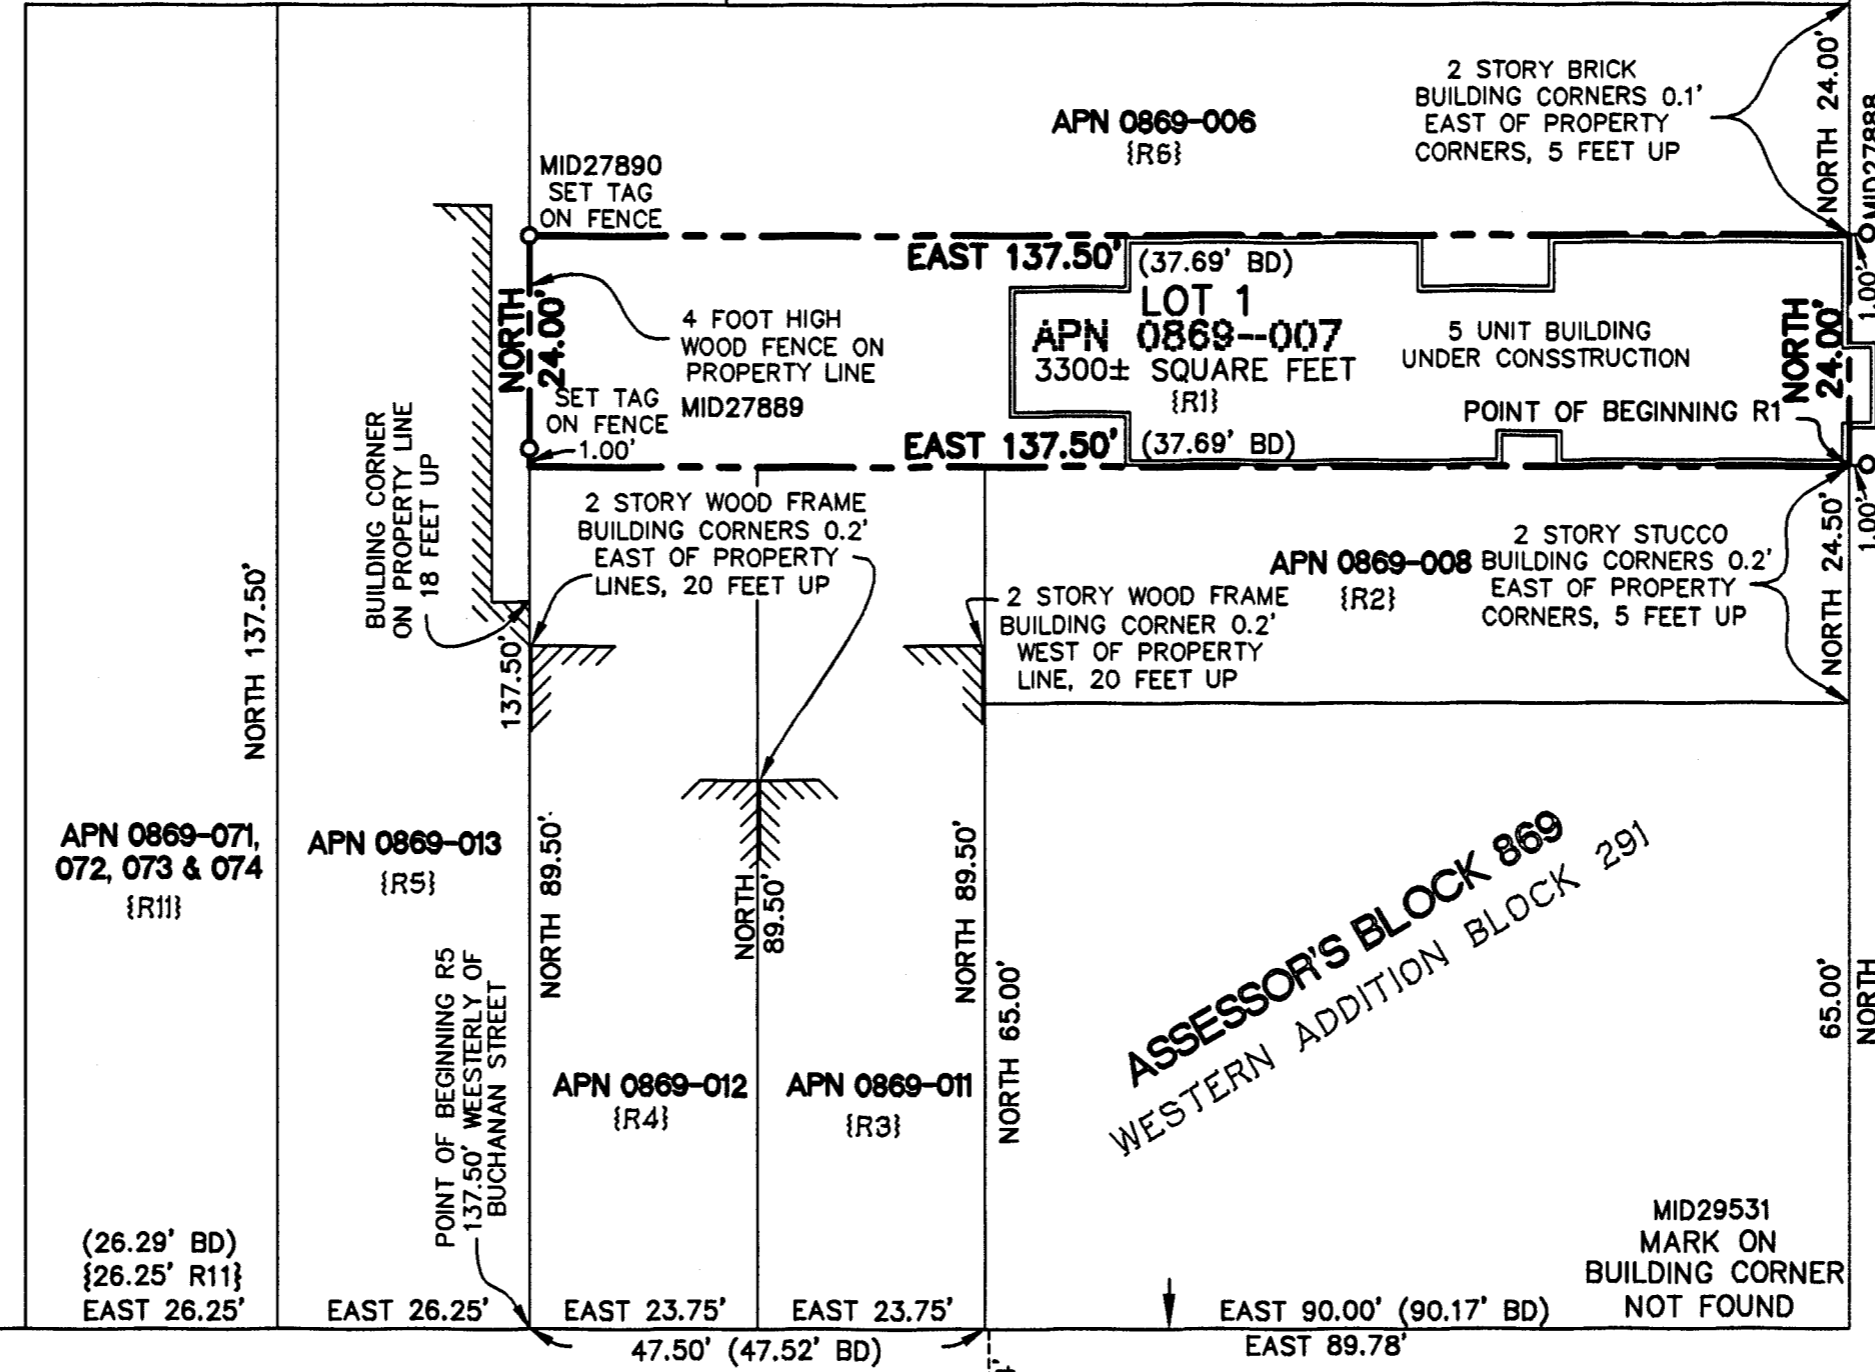 2 STORY BRICK
BUILDING CORNERS 0.1'
EAST OF PROPERTY
CORNERS, 5 FEET UP
NORTH 24.00'
MID27888
1.00'
APN 0869-006
{R6}
MID27890
SET TAG
ON FENCE
EAST 137.50'
(37.69' BD)
NORTH
24.00'
4 FOOT HIGH
WOOD FENCE ON
PROPERTY LINE
MID27889
SET TAG
ON FENCE
1.00'
LOT 1
APN 0869--007
3300± SQUARE FEET
{R1}
5 UNIT BUILDING
UNDER CONSSTRUCTION
NORTH
24.00'
POINT OF BEGINNING R1
EAST 137.50'
(37.69' BD)
BUILDING CORNER
ON PROPERTY LINE
18 FEET UP
2 STORY WOOD FRAME
BUILDING CORNERS 0.2'
EAST OF PROPERTY
LINES, 20 FEET UP
2 STORY WOOD FRAME
BUILDING CORNER 0.2'
WEST OF PROPERTY
LINE, 20 FEET UP
APN 0869-008
{R2}
2 STORY STUCCO
BUILDING CORNERS 0.2'
EAST OF PROPERTY
CORNERS, 5 FEET UP
NORTH 24.50'
1.00'
NORTH 137.50'
137.50'
APN 0869-071,
072, 073 & 074
{R11}
APN 0869-013
{R5}
NORTH 89.50'
NORTH
89.50'
NORTH 89.50'
NORTH 65.00'
ASSESSOR'S BLOCK 869
WESTERN ADDITION BLOCK 291
65.00'
NORTH
POINT OF BEGINNING R5
137.50' WEESTERLY OF
BUCHANAN STREET
APN 0869-012
{R4}
APN 0869-011
{R3}
MID29531
MARK ON
BUILDING CORNER
NOT FOUND
(26.29' BD)
{26.25' R11}
EAST 26.25'
EAST 26.25'
EAST 23.75'
EAST 23.75'
EAST 90.00' (90.17' BD)
47.50' (47.52' BD)
EAST 89.78'